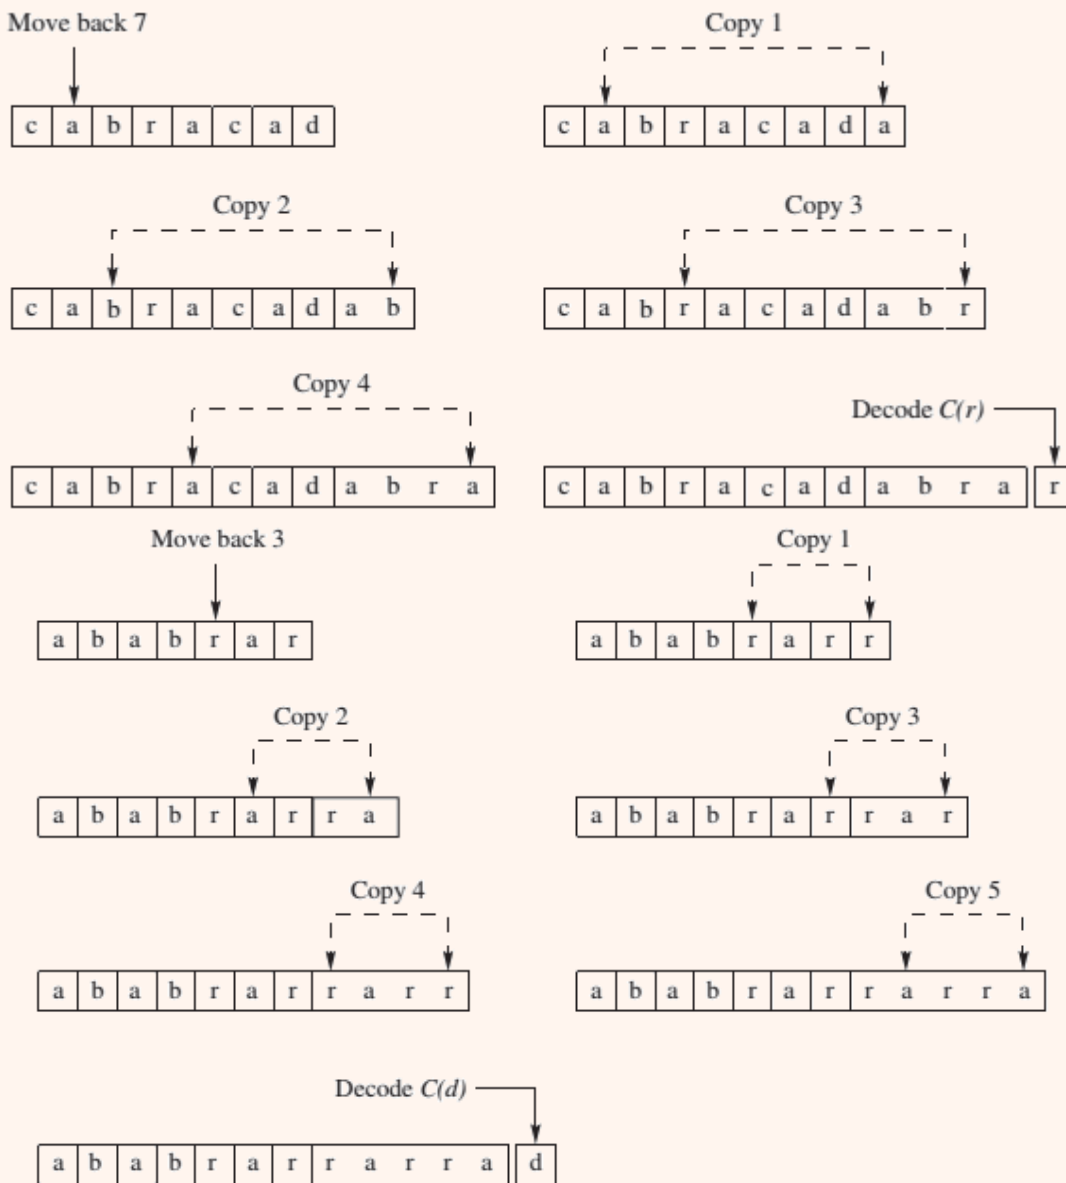 Move back 7
c a b r a c a d
Copy 1
c a b r a c a d a
Copy 2
c a b r a c a d a b
Copy 3
c a b r a c a d a b r
Copy 4
c a b r a c a d a b r a
Decode C(r)
c a b r a c a d a b r a r
Move back 3
a b a b r a r
Copy 1
a b a b r a r r
Copy 2
a b a b r a r r a
Copy 3
a b a b r a r r a r
Copy 4
a b a b r a r r a r r
Copy 5
a b a b r a r r a r r a
Decode C(d)
a b a b r a r r a r r a d